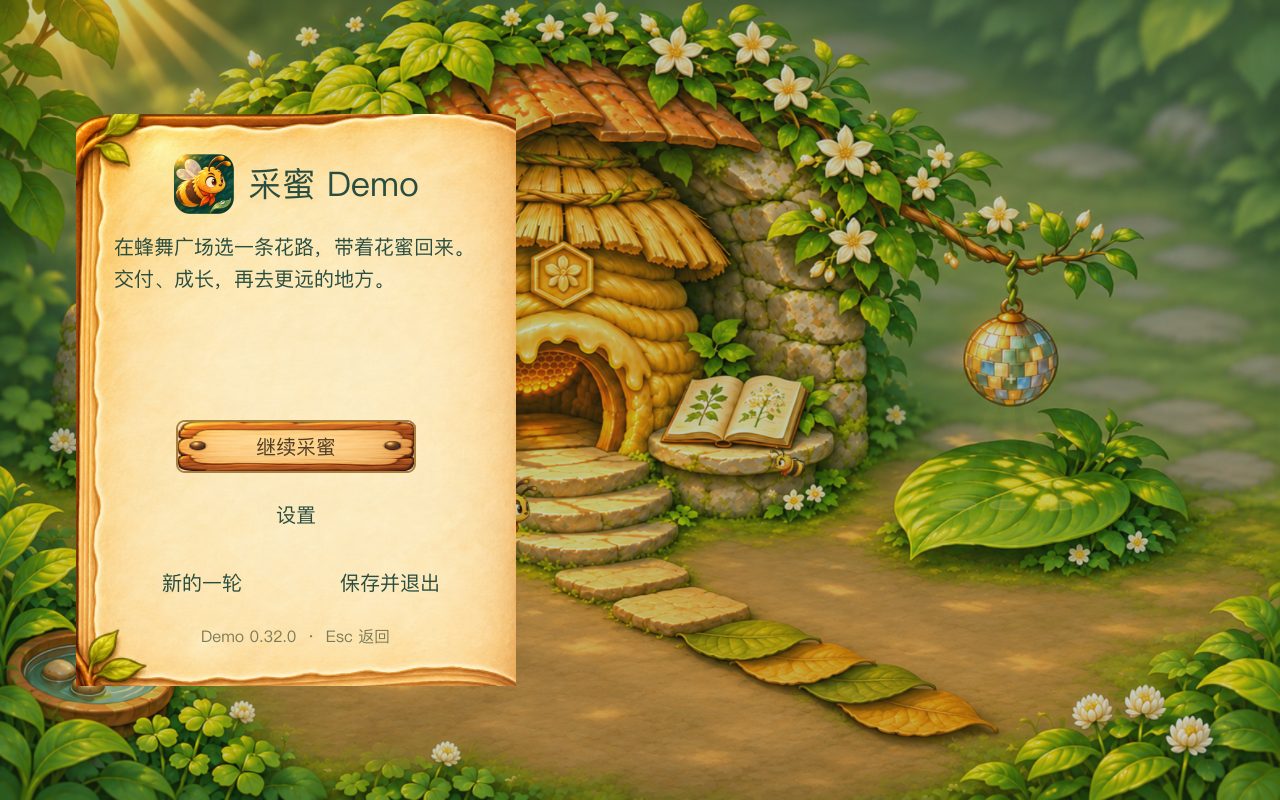 采蜜 Demo
在蜂舞广场选一条花路，带着花蜜回来。
交付、成长，再去更远的地方。
继续采蜜
设置
新的一轮
保存并退出
Demo 0.32.0 · Esc 返回